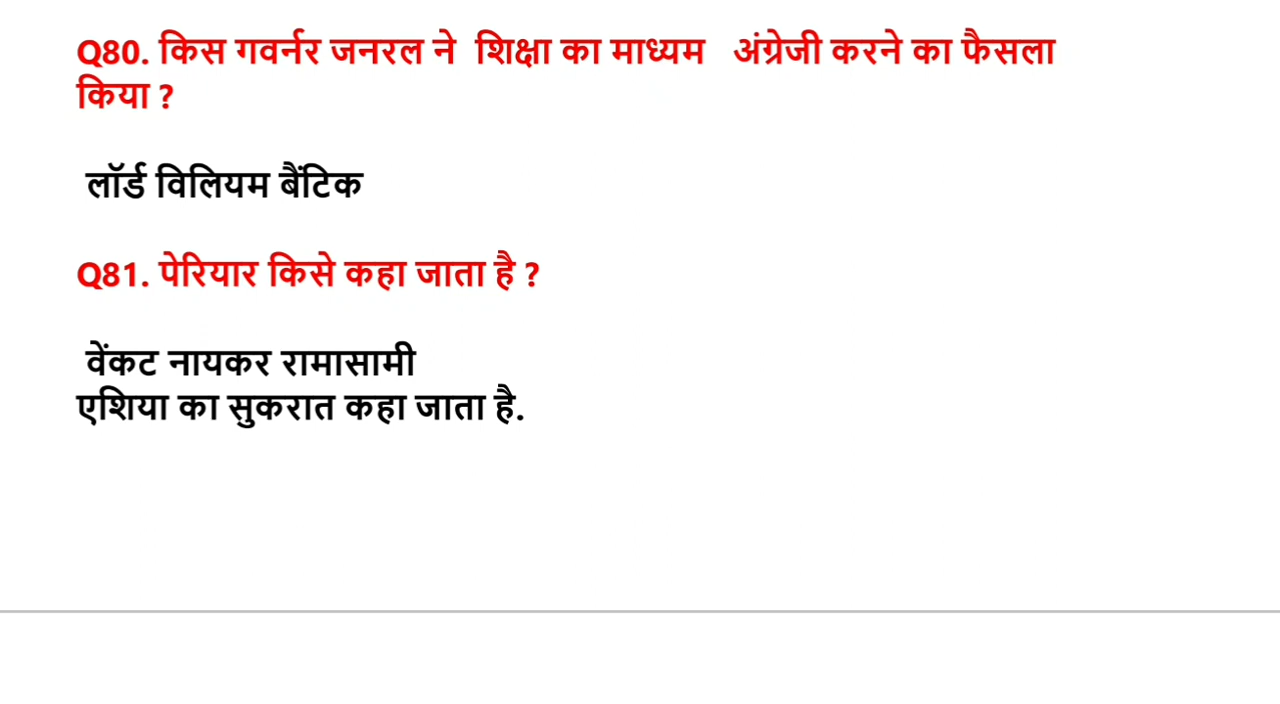 Q80. किस गवर्नर जनरल ने शिक्षा का माध्यम अंग्रेजी करने का फैसला
किया ?
लॉर्ड विलियम बैंटिक
Q81. पेरियार किसे कहा जाता है ?
वेंकट नायकर रामासामी
एशिया का सुकरात कहा जाता है.